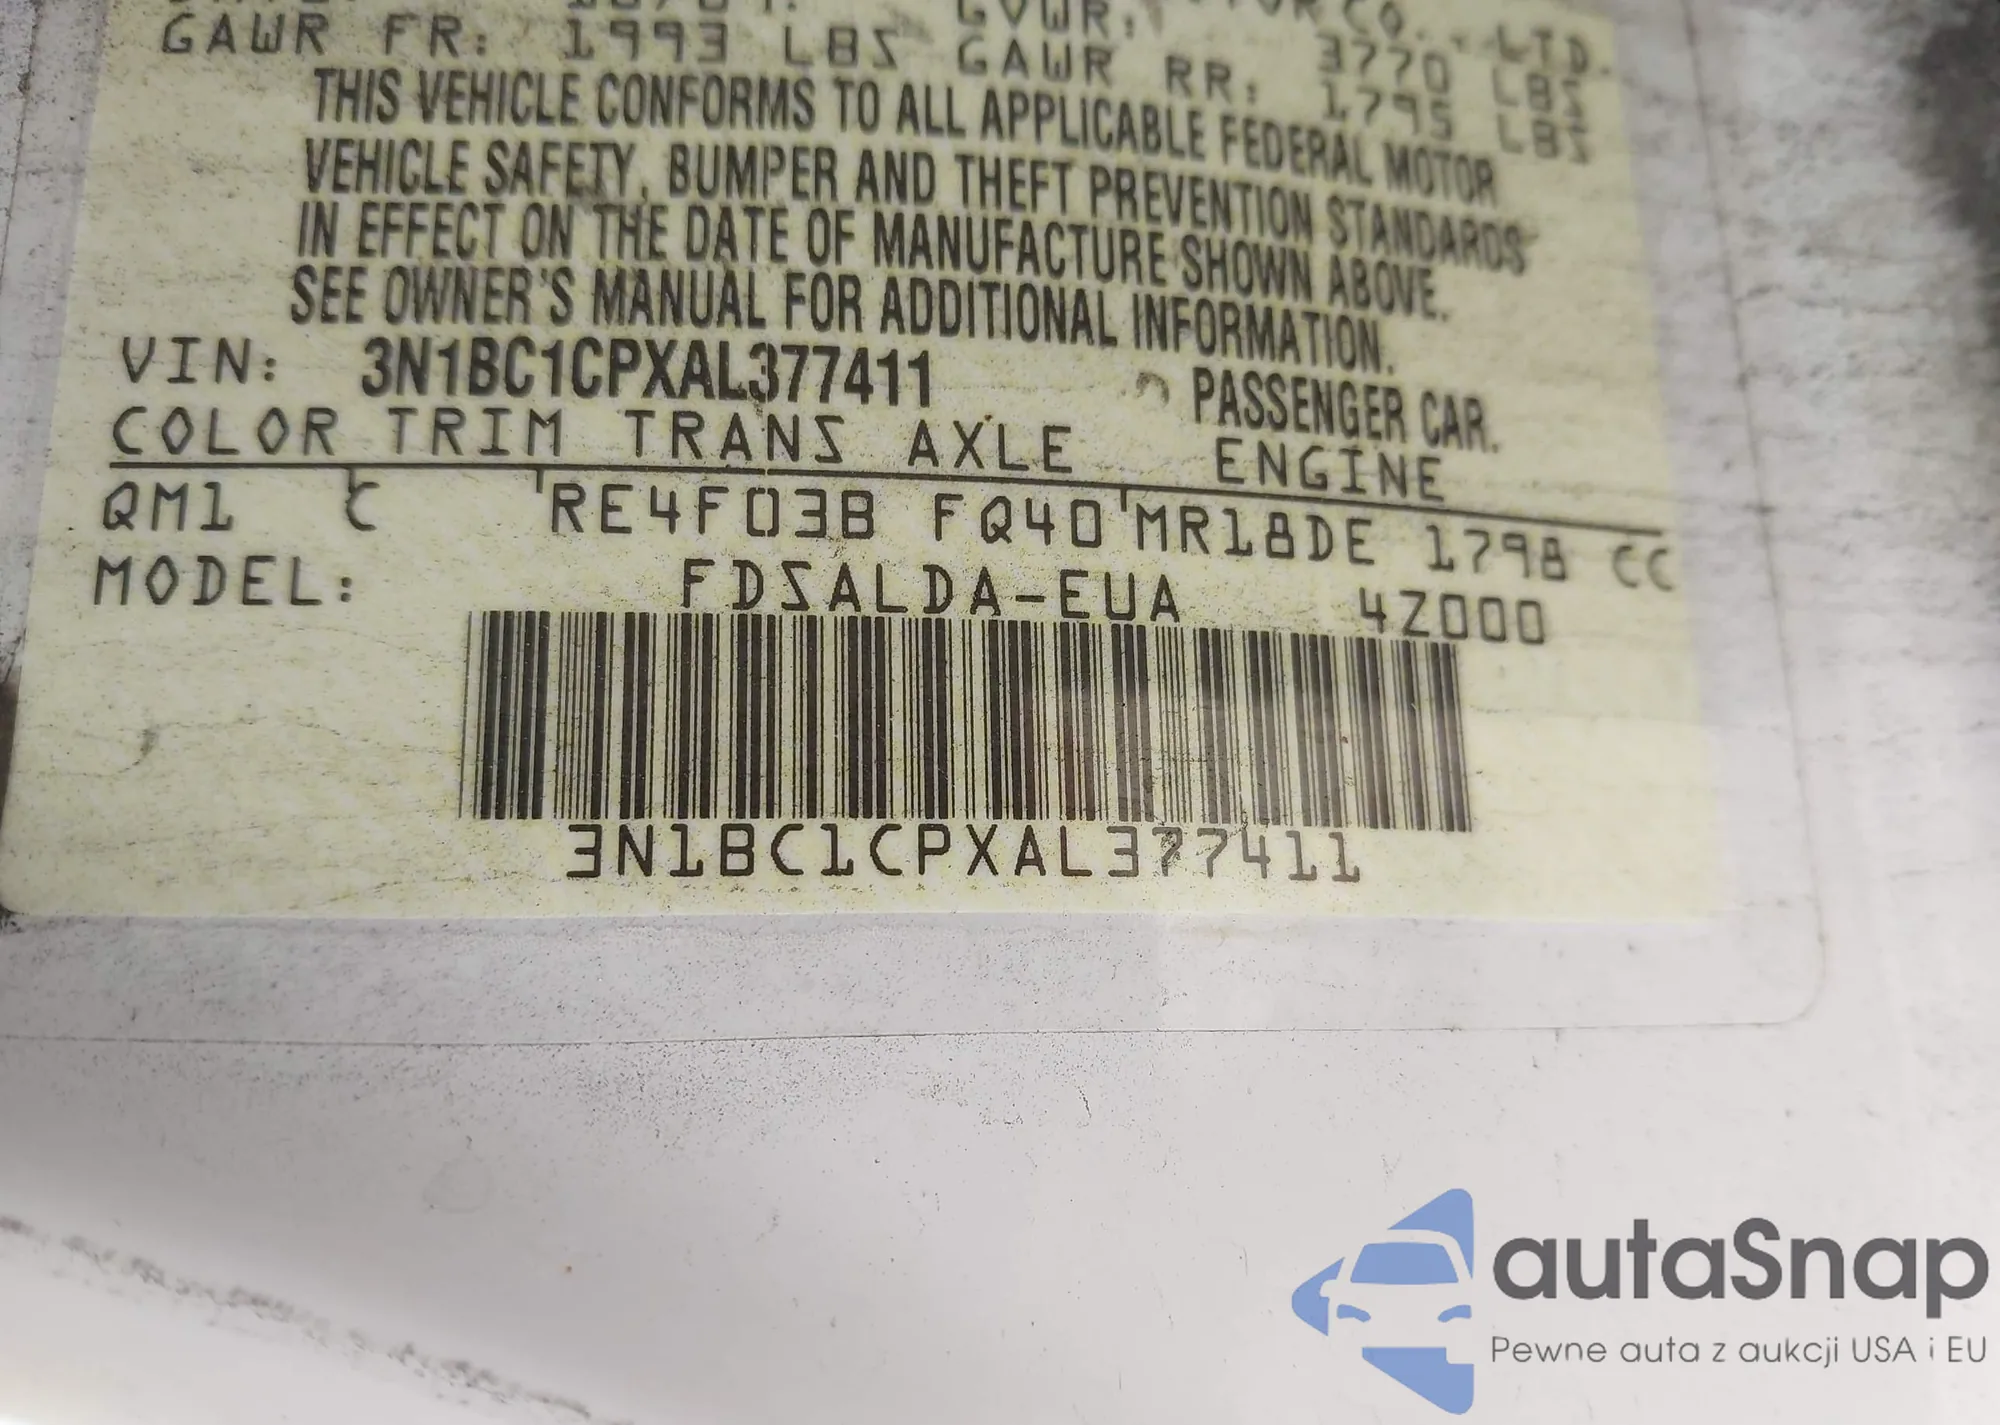 GVWR: 3770 LBS
GAWR FR: 1993 LBS GAWR RR: 1795 LBS
THIS VEHICLE CONFORMS TO ALL APPLICABLE FEDERAL MOTOR
VEHICLE SAFETY, BUMPER AND THEFT PREVENTION STANDARDS
IN EFFECT ON THE DATE OF MANUFACTURE SHOWN ABOVE.
SEE OWNER'S MANUAL FOR ADDITIONAL INFORMATION.
VIN: 3N1BC1CPXAL377411 PASSENGER CAR.
COLOR TRIM TRANS AXLE ENGINE
QM1 C RE4F03B FQ40 MR18DE 1798 CC
MODEL: FDSALDA-EUA 4Z000
3N1BC1CPXAL377411
autaSnap
Pewne auta z aukcji USA i EU